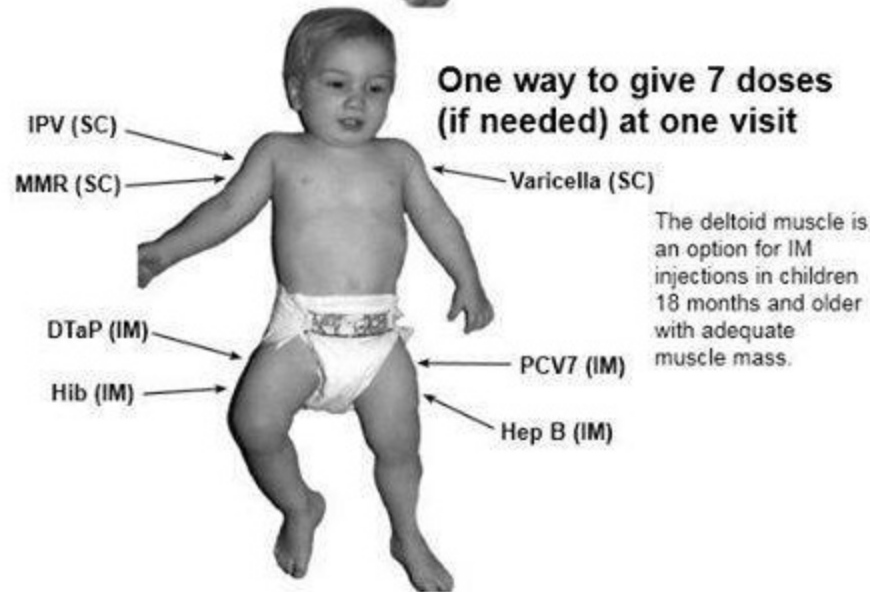 One way to give 7 doses
(if needed) at one visit
IPV (SC)
MMR (SC)
Varicella (SC)
The deltoid muscle is
an option for IM
injections in children
18 months and older
with adequate
muscle mass.
DTaP (IM)
Hib (IM)
PCV7 (IM)
Hep B (IM)